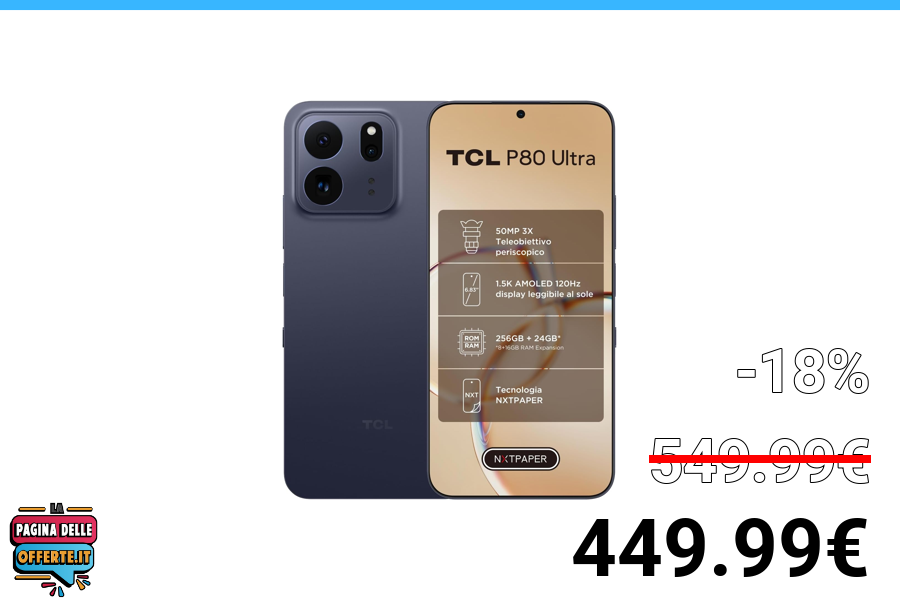 TCL P80 Ultra
50MP 3X
Teleobiettivo
periscopico
6.83"
1.5K AMOLED 120Hz
display leggibile al sole
ROM
RAM
256GB + 24GB*
*8+16GB RAM Expansion
NXT
Tecnologia
NXTPAPER
TCL
NXTPAPER
-18%
549.99€
449.99€
LA
PAGINA DELLE
OFFERTE.IT